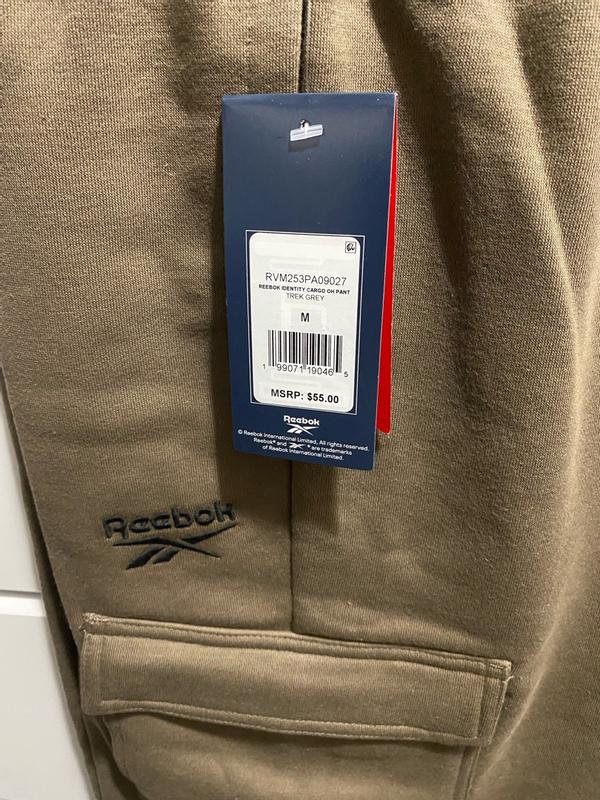 RVM253PA09027
REEBOK IDENTITY CARGO OH PANT
TREK GREY
M
1 99071 19046 5
MSRP: $55.00
Reebok
© Reebok International Limited, All rights reserved.
Reebok® and ® are trademarks
of Reebok International Limited.
Reebok